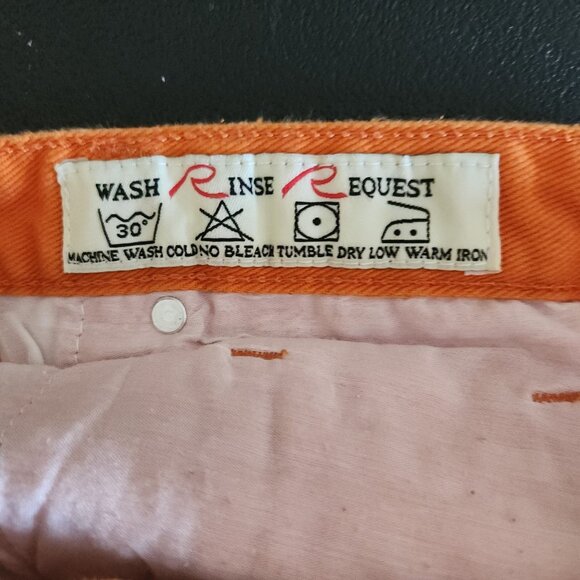 WASH RINSE REQUEST
30°
MACHINE WASH COLD NO BLEACH TUMBLE DRY LOW WARM IRON